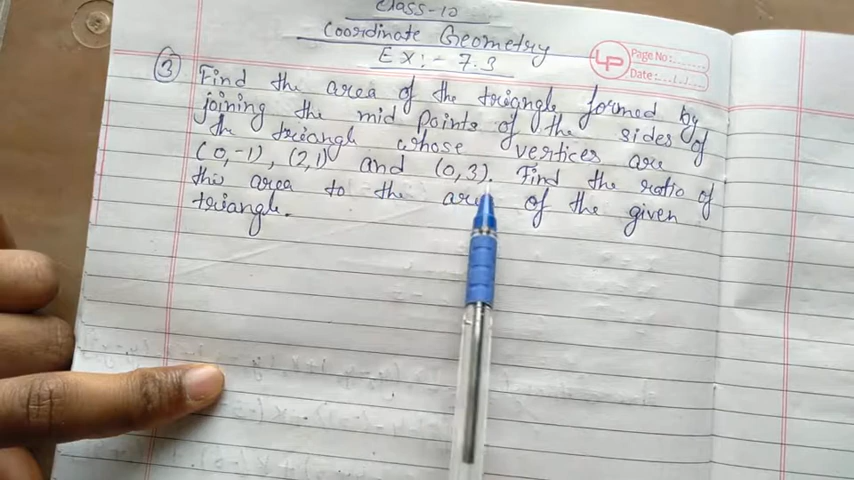 Class-10
Coordinate Geometry
Ex:- 7.3
LP
Page No:
Date:
3 Find the area of the triangle formed by
joining the mid points of the sides of
the triangle whose vertices are
(0,-1), (2,1) and (0,3). Find the ratio of
this area to the area of the given
triangle.